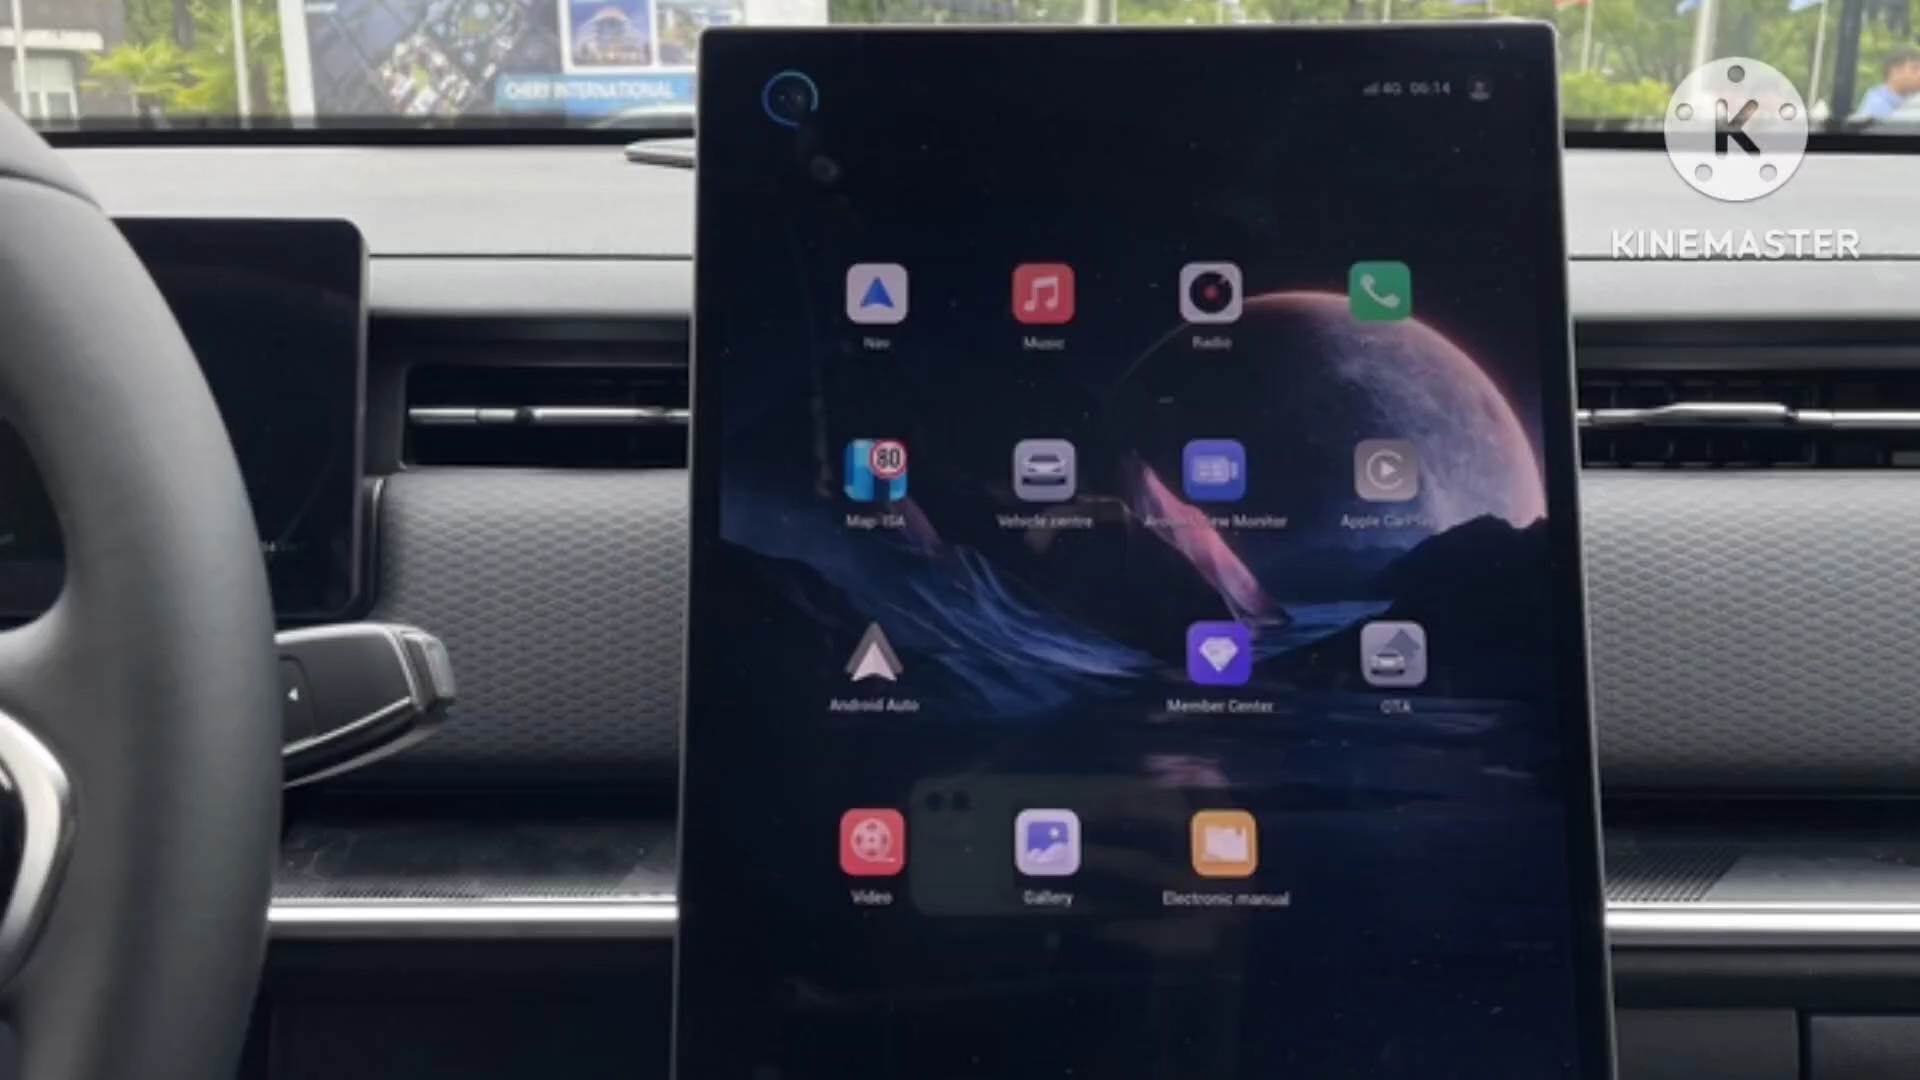 CHERY INTERNATIONAL
4G 06:14
K
KINEMASTER
Nav
Music
Radio
80
Map ISA
Vehicle centre
Monitor
Apple CarPlay
Android Auto
Member Center
OTA
Video
Gallery
Electronic manual